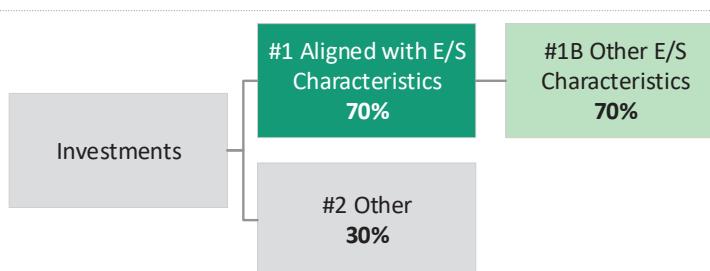 #1 Aligned with E/S
Characteristics
70%
#1B Other E/S
Characteristics
70%
Investments
#2 Other
30%